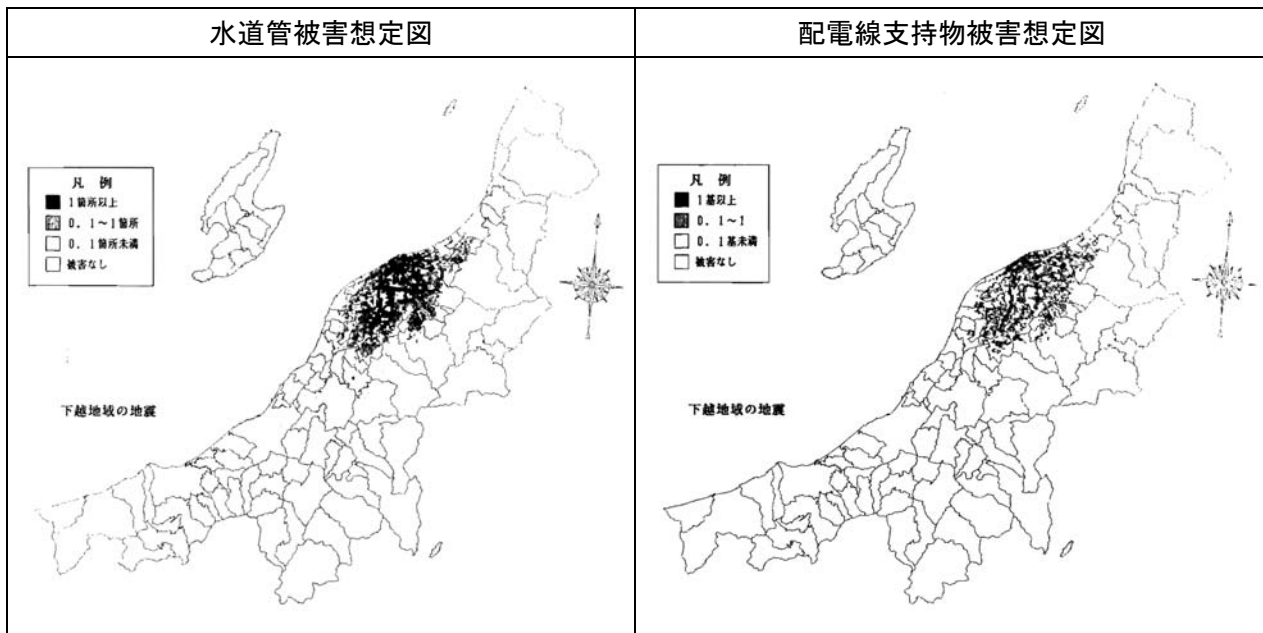 水道管被害想定図
配電線支持物被害想定図
凡例
1箇所以上
0.1~1箇所
0.1箇所未満
被害なし
下越地域の地震
凡例
1基以上
0.1~1
0.1基未満
被害なし
下越地域の地震